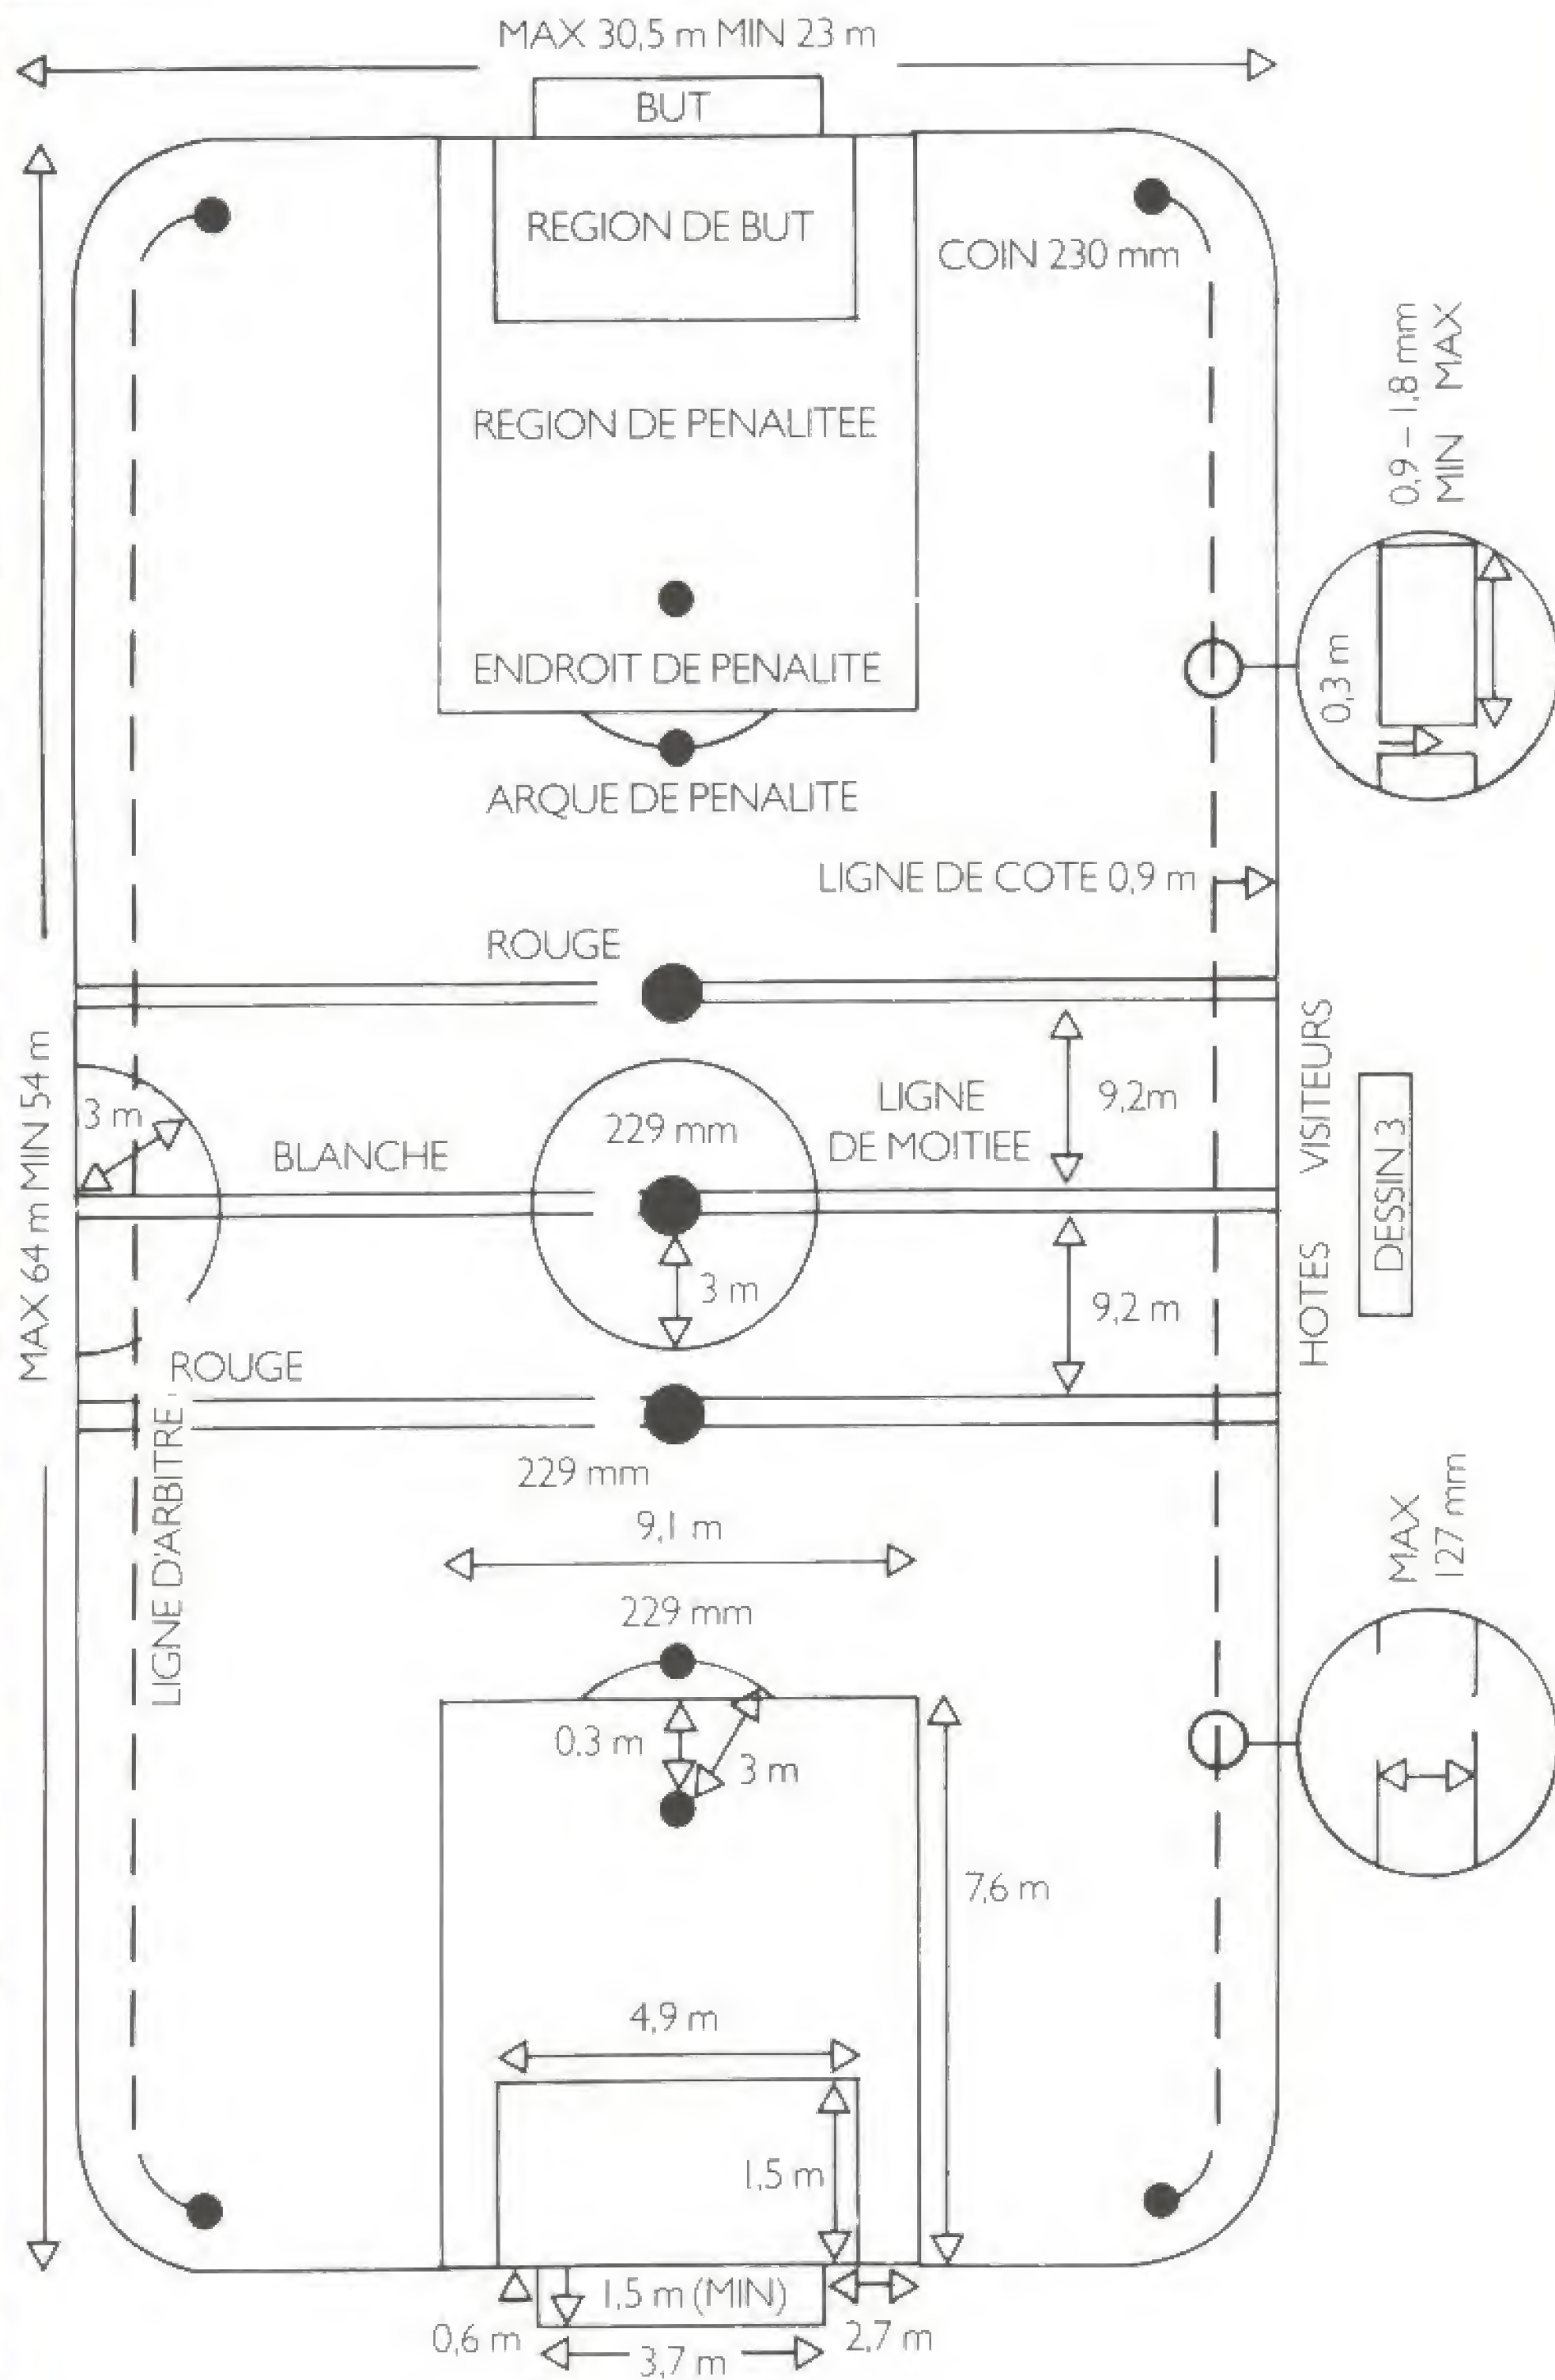 MAX 30,5 m MIN 23 m
BUT
REGION DE BUT
COIN 230 mm
0,9 – 1,8 mm
MIN MAX
REGION DE PENALITEE
0,3 m
ENDROIT DE PENALITE
ARQUE DE PENALITE
LIGNE DE COTE 0,9 m
ROUGE
MAX 64 m MIN 54 m
3 m
BLANCHE
229 mm
LIGNE
DE MOITIEE
9,2m
VISITEURS
DESSIN 3
3 m
9,2 m
HOTES
ROUGE
LIGNE D'ARBITRE
229 mm
9,1 m
MAX
127 mm
229 mm
0.3 m
3 m
7,6 m
4,9 m
1,5 m
1,5 m (MIN)
0,6 m
3,7 m
2,7 m